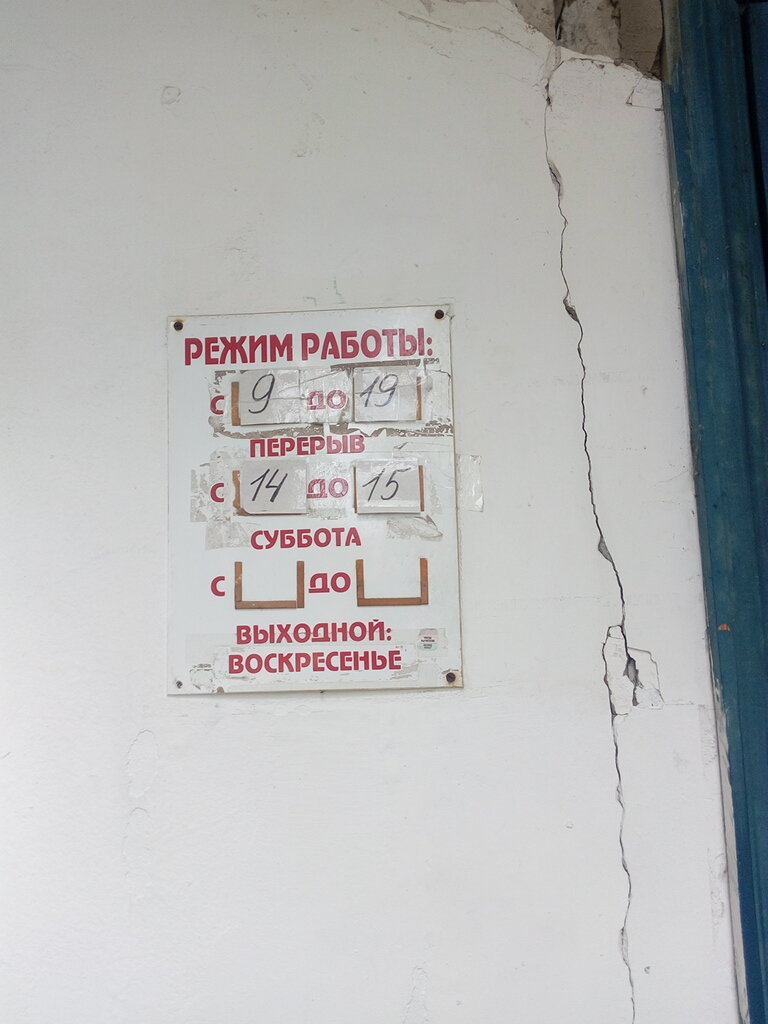 РЕЖИМ РАБОТЫ:
С 9 ДО 19
ПЕРЕРЫВ
С 14 ДО 15
СУББОТА
С ДО
ВЫХОДНОЙ:
ВОСКРЕСЕНЬЕ